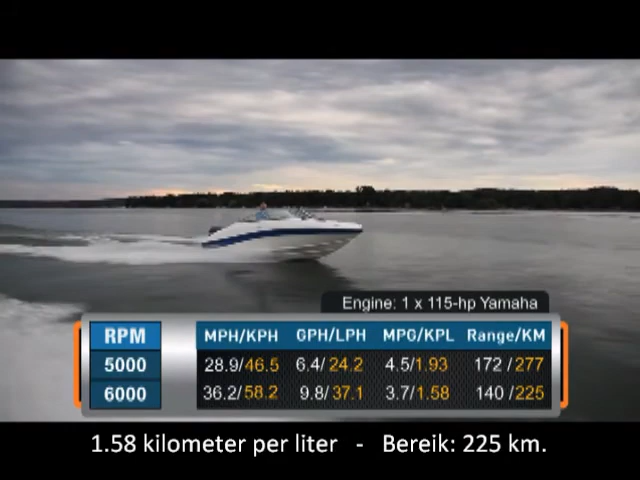 Engine: 1 x 115-hp Yamaha
RPM MPH/KPH GPH/LPH MPG/KPL Range/KM
5000 28.9/46.5 6.4/24.2 4.5/1.93 172/277
6000 36.2/58.2 9.8/37.1 3.7/1.58 140/225
1.58 kilometer per liter - Bereik: 225 km.